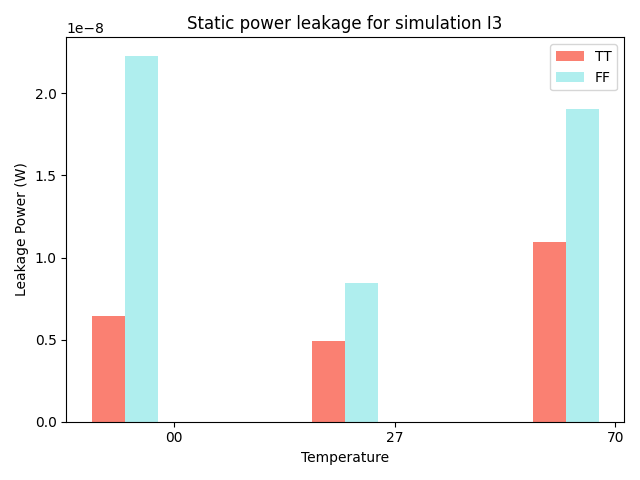 Static power leakage for simulation I3
1e−8
TT
FF
2.0
1.5
1.0
0.5
0.0
Leakage Power (W)
00
27
70
Temperature